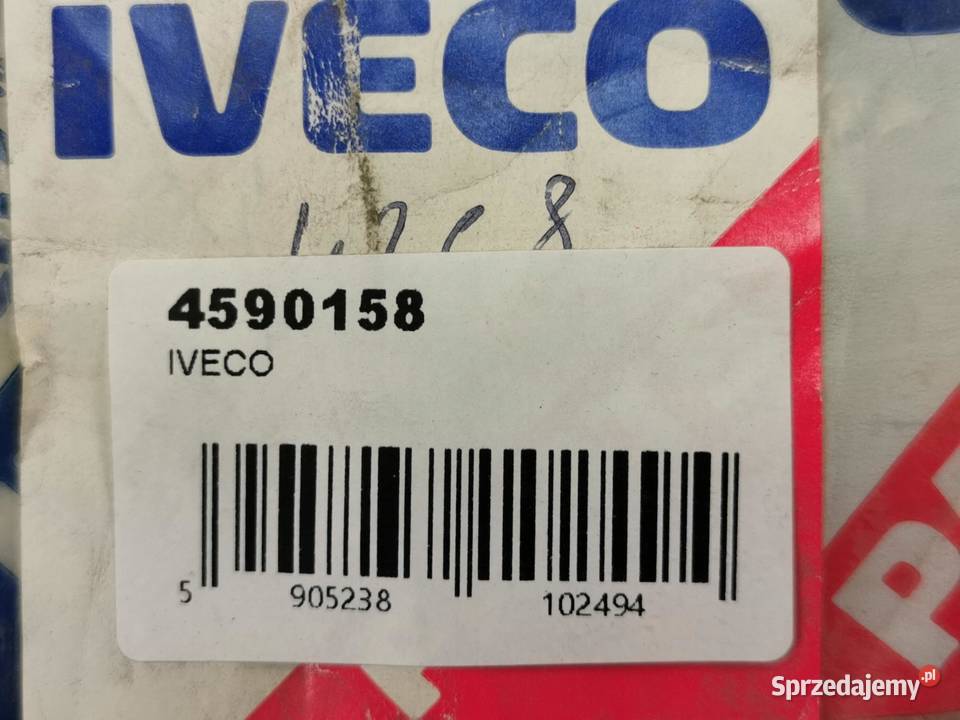 IVECO
4590158
IVECO
5 905238 102494
Sprzedajemy.pl